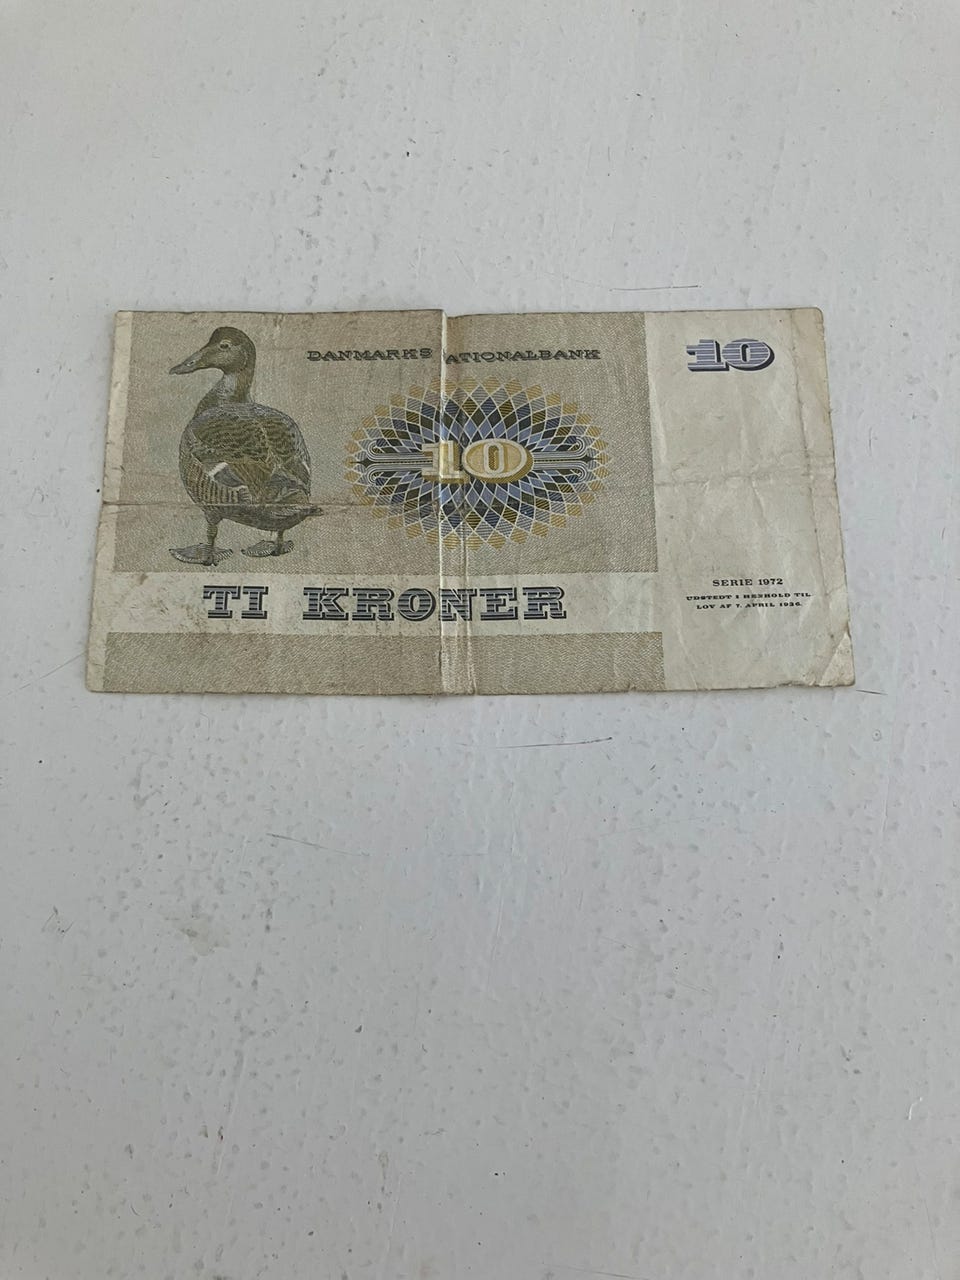 DANMARKS NATIONALBANK
10
10
TI KRONER
SERIE 1972
UDSTEDT I HENHOLD TIL
LOV AF 7. APRIL 1936.